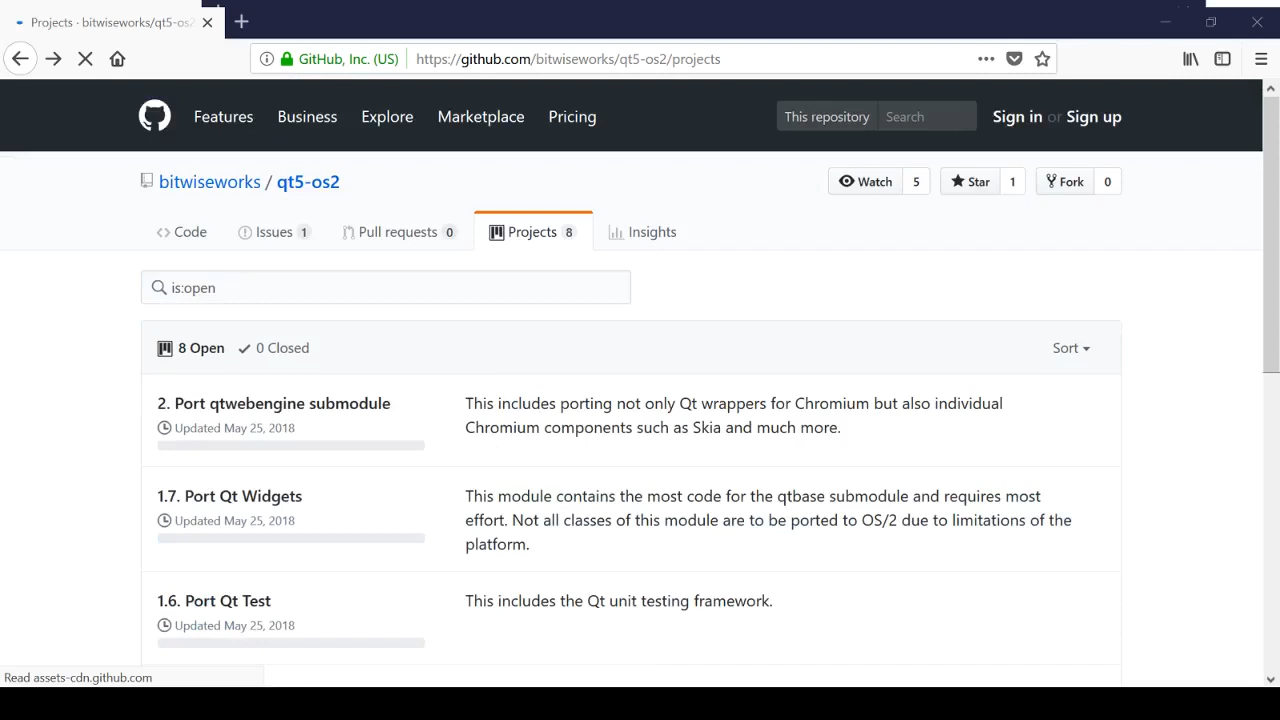 Projects · bitwiseworks/qt5-os2
GitHub, Inc. (US) https://github.com/bitwiseworks/qt5-os2/projects
Features Business Explore Marketplace Pricing This repository Search Sign in or Sign up
bitwiseworks / qt5-os2 Watch 5 Star 1 Fork 0
Code Issues 1 Pull requests 0 Projects 8 Insights
is:open
8 Open 0 Closed Sort
2. Port qtwebengine submodule
Updated May 25, 2018
This includes porting not only Qt wrappers for Chromium but also individual
Chromium components such as Skia and much more.
1.7. Port Qt Widgets
Updated May 25, 2018
This module contains the most code for the qtbase submodule and requires most
effort. Not all classes of this module are to be ported to OS/2 due to limitations of the
platform.
1.6. Port Qt Test
Updated May 25, 2018
This includes the Qt unit testing framework.
Read assets-cdn.github.com